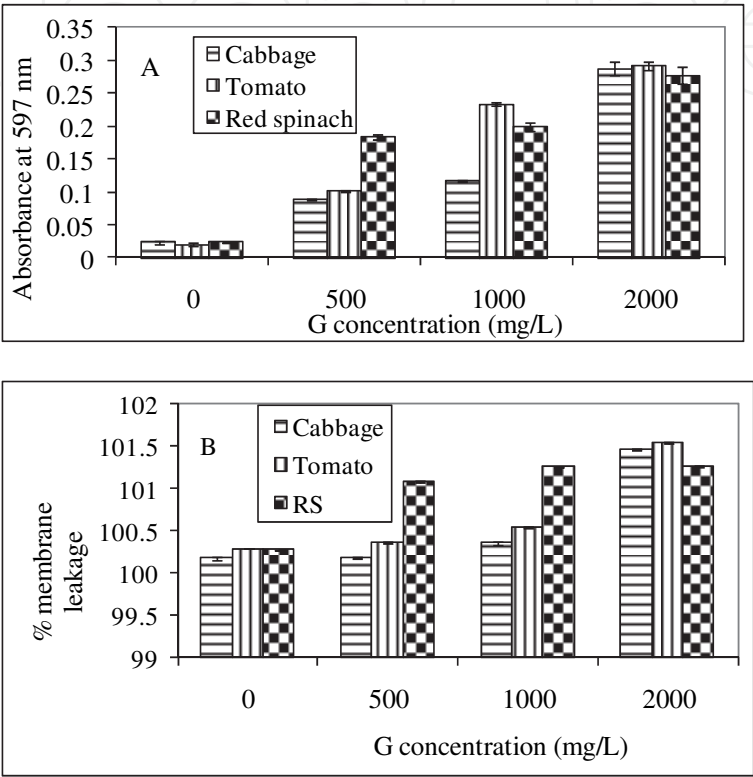 0.35
0.3
0.25
0.2
0.15
0.1
0.05
0
Absorbance at 597 nm
A
Cabbage
Tomato
Red spinach
0 500 1000 2000
G concentration (mg/L)
102
101.5
101
100.5
100
99.5
99
% membrane
leakage
B
Cabbage
Tomato
RS
0 500 1000 2000
G concentration (mg/L)